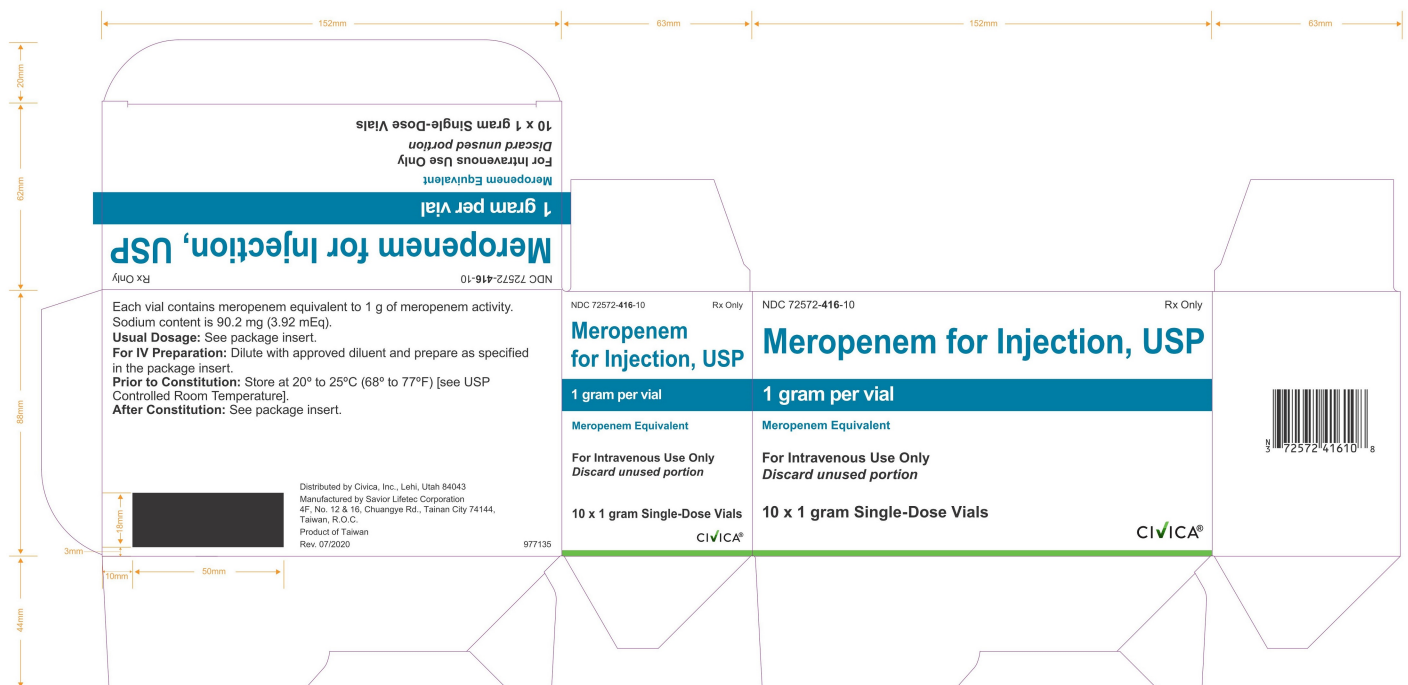 152mm
63mm
152mm
63mm
20mm
62mm
88mm
44mm
NDC 72572-416-10 Rx Only
Meropenem for Injection, USP
1 gram per vial
Meropenem Equivalent
For Intravenous Use Only
Discard unused portion
10 x 1 gram Single-Dose Vials
Each vial contains meropenem equivalent to 1 g of meropenem activity.
Sodium content is 90.2 mg (3.92 mEq).
Usual Dosage: See package insert.
For IV Preparation: Dilute with approved diluent and prepare as specified
in the package insert.
Prior to Constitution: Store at 20º to 25ºC (68º to 77ºF) [see USP
Controlled Room Temperature].
After Constitution: See package insert.
Distributed by Civica, Inc., Lehi, Utah 84043
Manufactured by Savior Lifetec Corporation
4F, No. 12 & 16, Chuangye Rd., Tainan City 74144,
Taiwan, R.O.C.
Product of Taiwan
Rev. 07/2020 977135
18mm
3mm
10mm
50mm
NDC 72572-416-10 Rx Only
Meropenem
for Injection, USP
1 gram per vial
Meropenem Equivalent
For Intravenous Use Only
Discard unused portion
10 x 1 gram Single-Dose Vials
CIVICA®
NDC 72572-416-10 Rx Only
Meropenem for Injection, USP
1 gram per vial
Meropenem Equivalent
For Intravenous Use Only
Discard unused portion
10 x 1 gram Single-Dose Vials
CIVICA®
N
3 72572 41610 8